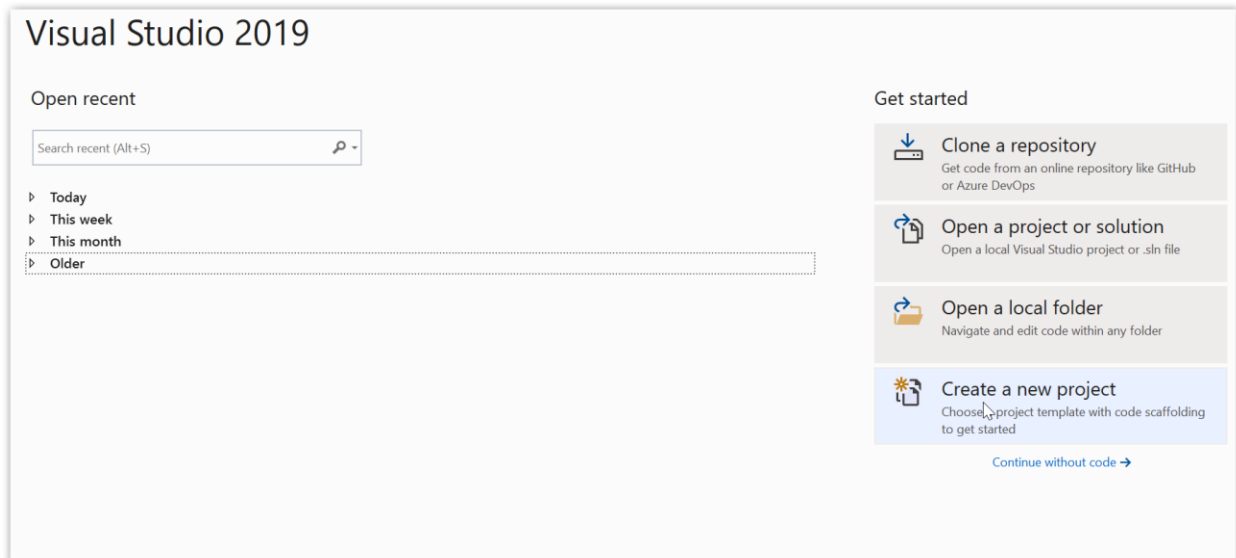 Visual Studio 2019
Open recent
Search recent (Alt+S)
Today
This week
This month
Older
Get started
Clone a repository
Get code from an online repository like GitHub
or Azure DevOps
Open a project or solution
Open a local Visual Studio project or .sln file
Open a local folder
Navigate and edit code within any folder
Create a new project
Choose a project template with code scaffolding
to get started
Continue without code →